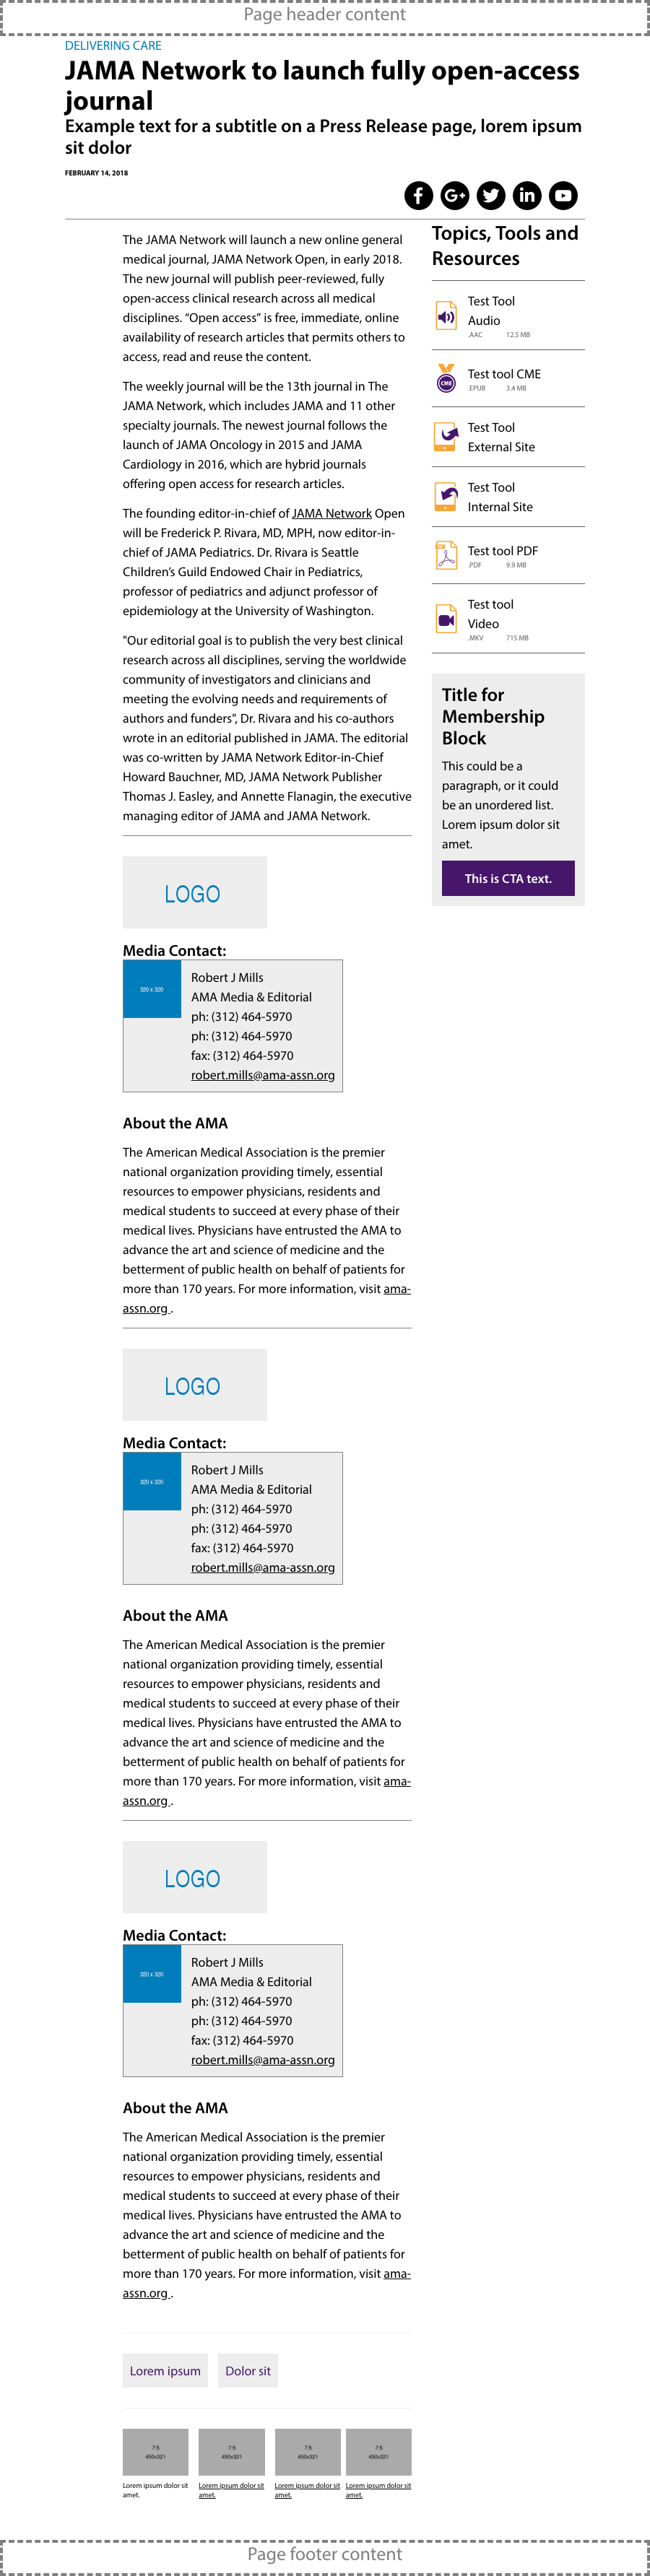 Page header content
DELIVERING CARE
JAMA Network to launch fully open-access
journal
Example text for a subtitle on a Press Release page, lorem ipsum
sit dolor
FEBRUARY 14, 2018
The JAMA Network will launch a new online general
medical journal, JAMA Network Open, in early 2018.
The new journal will publish peer-reviewed, fully
open-access clinical research across all medical
disciplines. “Open access” is free, immediate, online
availability of research articles that permits others to
access, read and reuse the content.
The weekly journal will be the 13th journal in The
JAMA Network, which includes JAMA and 11 other
specialty journals. The newest journal follows the
launch of JAMA Oncology in 2015 and JAMA
Cardiology in 2016, which are hybrid journals
offering open access for research articles.
The founding editor-in-chief of JAMA Network Open
will be Frederick P. Rivara, MD, MPH, now editor-in-
chief of JAMA Pediatrics. Dr. Rivara is Seattle
Children’s Guild Endowed Chair in Pediatrics,
professor of pediatrics and adjunct professor of
epidemiology at the University of Washington.
"Our editorial goal is to publish the very best clinical
research across all disciplines, serving the worldwide
community of investigators and clinicians and
meeting the evolving needs and requirements of
authors and funders", Dr. Rivara and his co-authors
wrote in an editorial published in JAMA. The editorial
was co-written by JAMA Network Editor-in-Chief
Howard Bauchner, MD, JAMA Network Publisher
Thomas J. Easley, and Annette Flanagin, the executive
managing editor of JAMA and JAMA Network.
LOGO
Media Contact:
320 x 320
Robert J Mills
AMA Media & Editorial
ph: (312) 464-5970
ph: (312) 464-5970
fax: (312) 464-5970
robert.mills@ama-assn.org
About the AMA
The American Medical Association is the premier
national organization providing timely, essential
resources to empower physicians, residents and
medical students to succeed at every phase of their
medical lives. Physicians have entrusted the AMA to
advance the art and science of medicine and the
betterment of public health on behalf of patients for
more than 170 years. For more information, visit ama-
assn.org .
LOGO
Media Contact:
320 x 320
Robert J Mills
AMA Media & Editorial
ph: (312) 464-5970
ph: (312) 464-5970
fax: (312) 464-5970
robert.mills@ama-assn.org
About the AMA
The American Medical Association is the premier
national organization providing timely, essential
resources to empower physicians, residents and
medical students to succeed at every phase of their
medical lives. Physicians have entrusted the AMA to
advance the art and science of medicine and the
betterment of public health on behalf of patients for
more than 170 years. For more information, visit ama-
assn.org .
LOGO
Media Contact:
320 x 320
Robert J Mills
AMA Media & Editorial
ph: (312) 464-5970
ph: (312) 464-5970
fax: (312) 464-5970
robert.mills@ama-assn.org
About the AMA
The American Medical Association is the premier
national organization providing timely, essential
resources to empower physicians, residents and
medical students to succeed at every phase of their
medical lives. Physicians have entrusted the AMA to
advance the art and science of medicine and the
betterment of public health on behalf of patients for
more than 170 years. For more information, visit ama-
assn.org .
Lorem ipsum
Dolor sit
7:5
450x321
Lorem ipsum dolor sit
amet.
7:5
450x321
Lorem ipsum dolor sit
amet.
7:5
450x321
Lorem ipsum dolor sit
amet.
7:5
450x321
Lorem ipsum dolor sit
amet.
Topics, Tools and
Resources
Test Tool
Audio
.AAC 12.5 MB
CME
Test tool CME
.EPUB 3.4 MB
Test Tool
External Site
Test Tool
Internal Site
Test tool PDF
.PDF 9.9 MB
Test tool
Video
.MKV 715 MB
Title for
Membership
Block
This could be a
paragraph, or it could
be an unordered list.
Lorem ipsum dolor sit
amet.
This is CTA text.
Page footer content